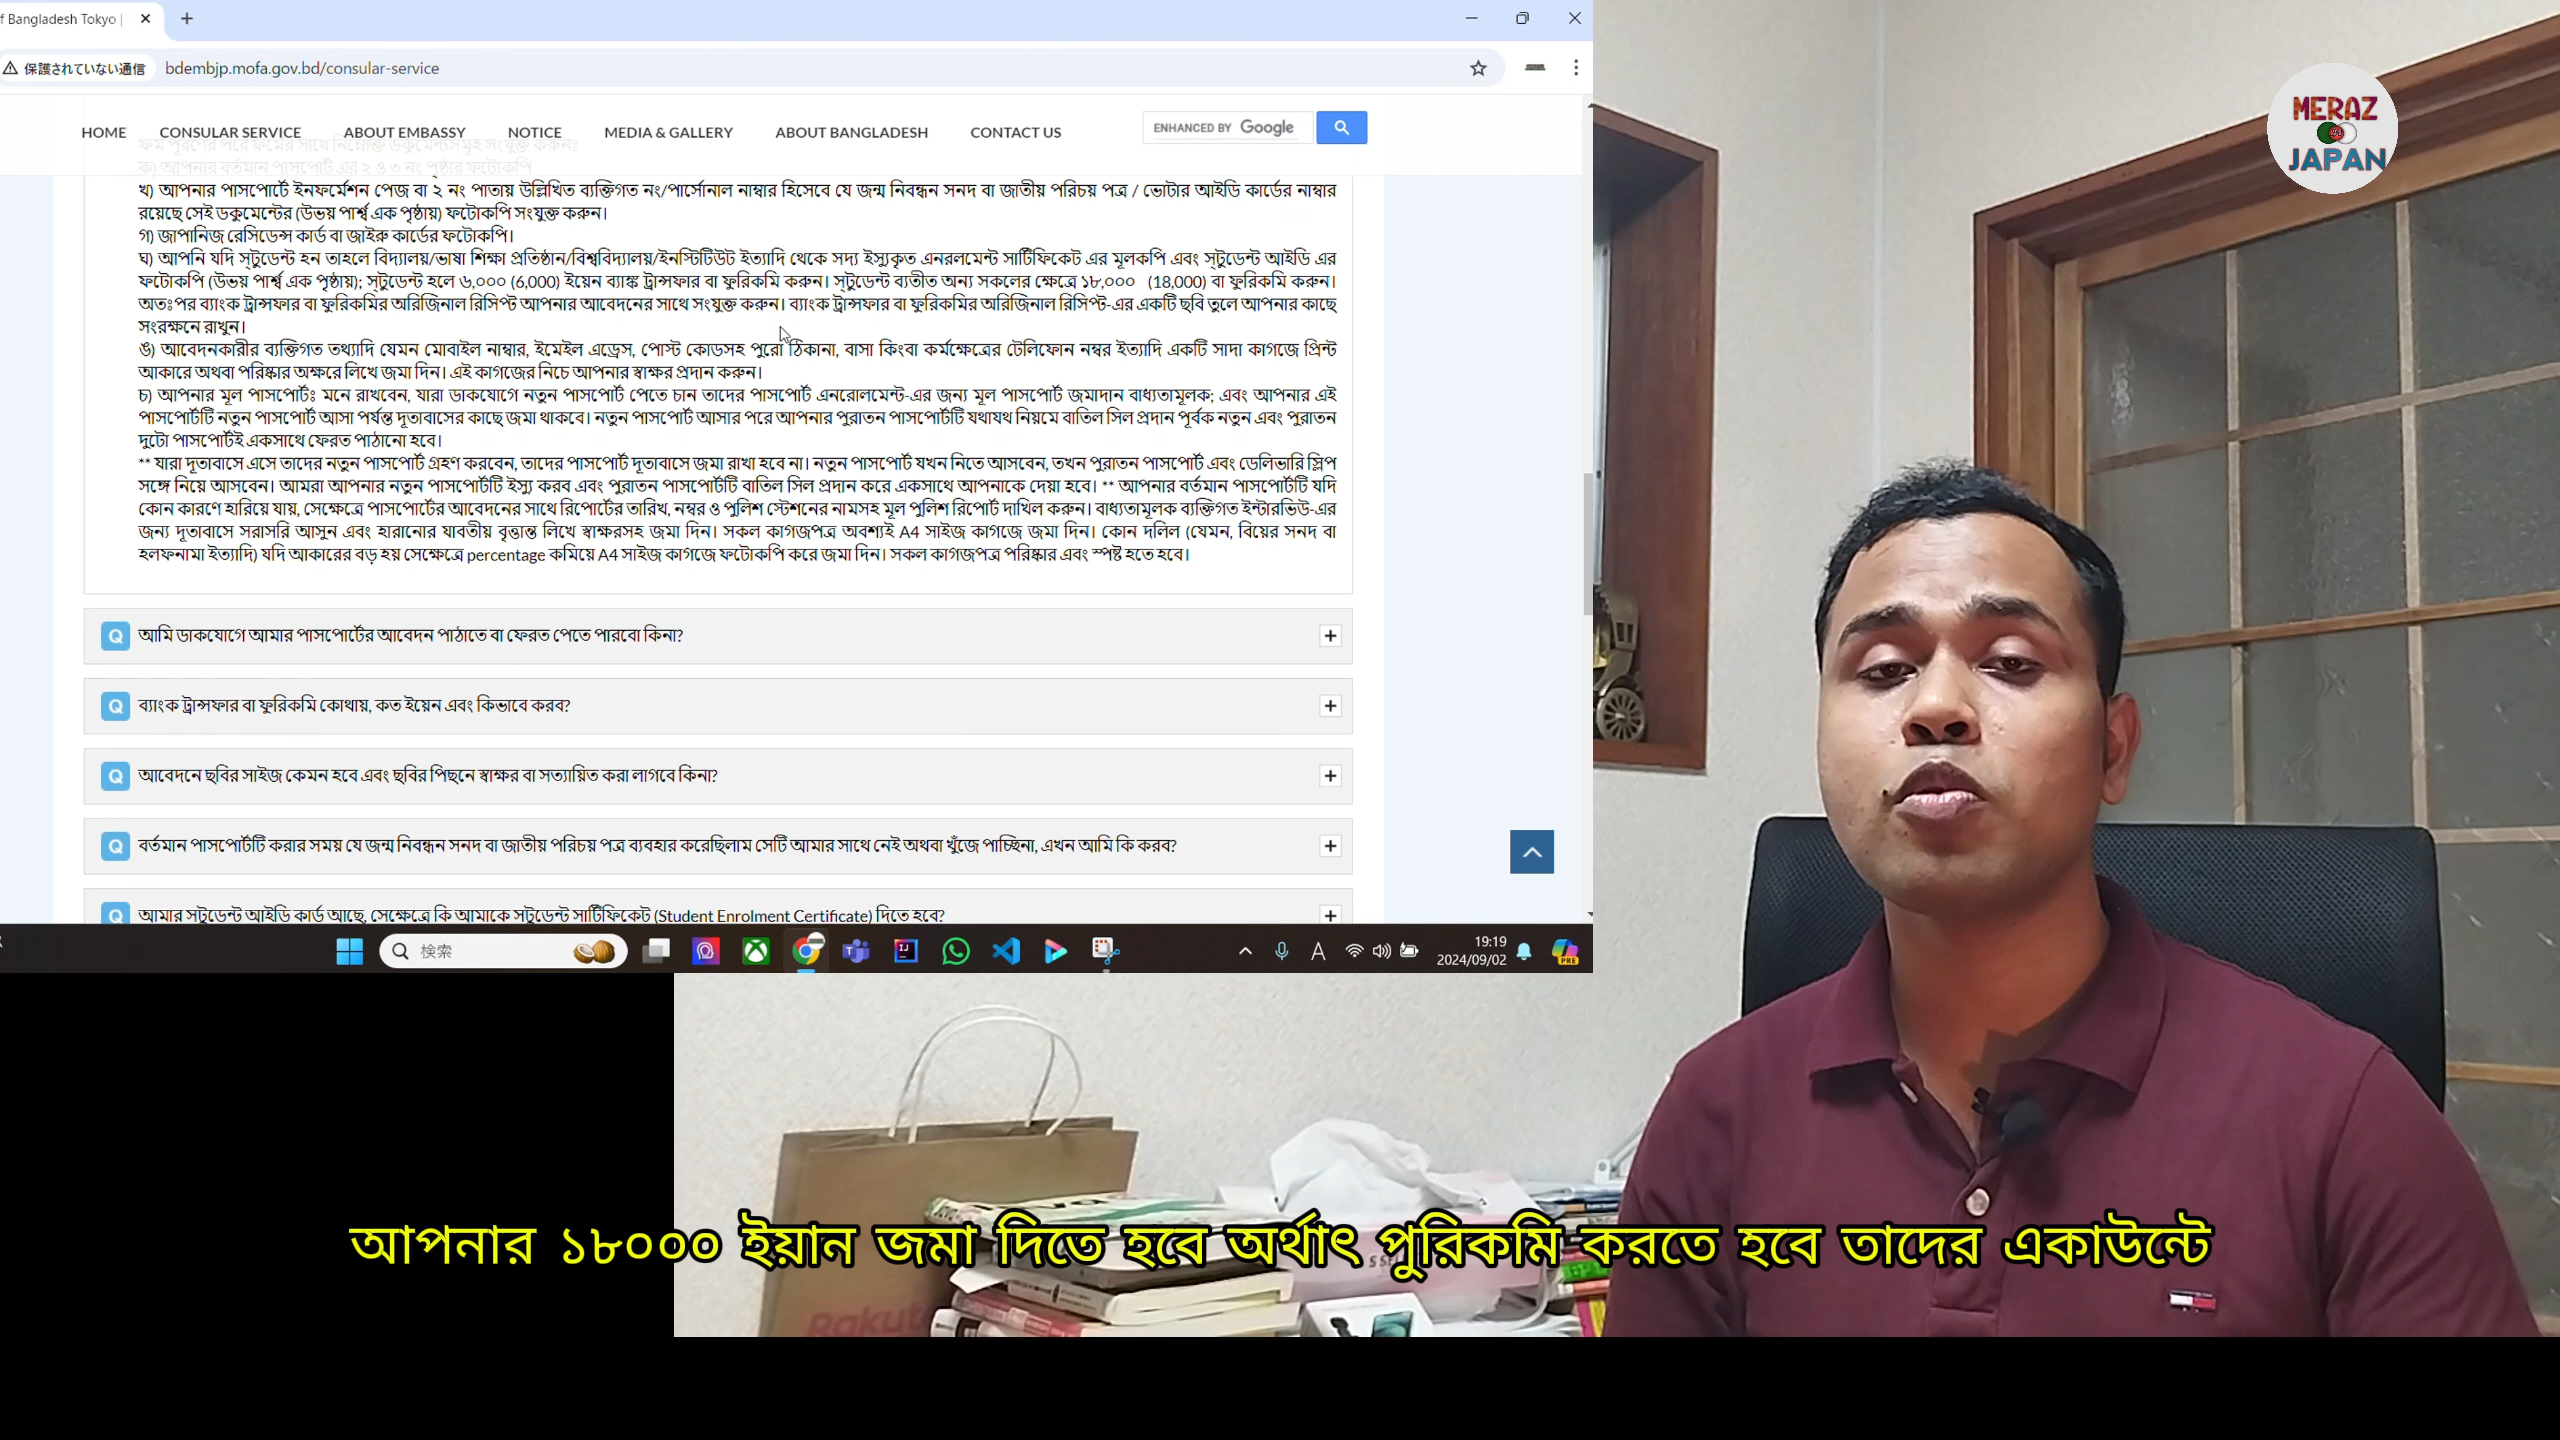 f Bangladesh Tokyo |
保護されていない通信 bdembjp.mofa.gov.bd/consular-service
HOME CONSULAR SERVICE ABOUT EMBASSY NOTICE MEDIA & GALLERY ABOUT BANGLADESH CONTACT US ENHANCED BY Google
ফর্ম পূরণের পরে ফর্মের সাথে নিম্নোক্ত ডকুমেন্টসমূহ সংযুক্ত করুনঃ
ক) আপনার বর্তমান পাসপোর্ট এর ২ ও ৩ নং পৃষ্ঠার ফটোকপি
খ) আপনার পাসপোর্টে ইনফর্মেশন পেজ বা ২ নং পাতায় উল্লিখিত ব্যক্তিগত নং/পার্সোনাল নাম্বার হিসেবে যে জন্ম নিবন্ধন সনদ বা জাতীয় পরিচয় পত্র / ভোটার আইডি কার্ডের নাম্বার
রয়েছে সেই ডকুমেন্টের (উভয় পার্শ্ব এক পৃষ্ঠায়) ফটোকপি সংযুক্ত করুন।
গ) জাপানিজ রেসিডেন্স কার্ড বা জাইরু কার্ডের ফটোকপি।
ঘ) আপনি যদি স্টুডেন্ট হন তাহলে বিদ্যালয়/ভাষা শিক্ষা প্রতিষ্ঠান/বিশ্ববিদ্যালয়/ইনস্টিটিউট ইত্যাদি থেকে সদ্য ইস্যুকৃত এনরলমেন্ট সার্টিফিকেট এর মূলকপি এবং স্টুডেন্ট আইডি এর
ফটোকপি (উভয় পার্শ্ব এক পৃষ্ঠায়); স্টুডেন্ট হলে ৬,০০০ (6,000) ইয়েন ব্যাঙ্ক ট্রান্সফার বা ফুরিকমি করুন। স্টুডেন্ট ব্যতীত অন্য সকলের ক্ষেত্রে ১৮,০০০ (18,000) বা ফুরিকমি করুন।
অতঃপর ব্যাংক ট্রান্সফার বা ফুরিকমির অরিজিনাল রিসিপ্ট আপনার আবেদনের সাথে সংযুক্ত করুন। ব্যাংক ট্রান্সফার বা ফুরিকমির অরিজিনাল রিসিপ্ট-এর একটি ছবি তুলে আপনার কাছে
সংরক্ষনে রাখুন।
ঙ) আবেদনকারীর ব্যক্তিগত তথ্যাদি যেমন মোবাইল নাম্বার, ইমেইল এড্রেস, পোস্ট কোডসহ পুরো ঠিকানা, বাসা কিংবা কর্মক্ষেত্রের টেলিফোন নম্বর ইত্যাদি একটি সাদা কাগজে প্রিন্ট
আকারে অথবা পরিষ্কার অক্ষরে লিখে জমা দিন। এই কাগজের নিচে আপনার স্বাক্ষর প্রদান করুন।
চ) আপনার মূল পাসপোর্টঃ মনে রাখবেন, যারা ডাকযোগে নতুন পাসপোর্ট পেতে চান তাদের পাসপোর্ট এনরোলমেন্ট-এর জন্য মূল পাসপোর্ট জমাদান বাধ্যতামূলক; এবং আপনার এই
পাসপোর্টটি নতুন পাসপোর্ট আসা পর্যন্ত দূতাবাসের কাছে জমা থাকবে। নতুন পাসপোর্ট আসার পরে আপনার পুরাতন পাসপোর্টটি যথাযথ নিয়মে বাতিল সিল প্রদান পূর্বক নতুন এবং পুরাতন
দুটো পাসপোর্টই একসাথে ফেরত পাঠানো হবে।
** যারা দূতাবাসে এসে তাদের নতুন পাসপোর্ট গ্রহণ করবেন, তাদের পাসপোর্ট দূতাবাসে জমা রাখা হবে না। নতুন পাসপোর্ট যখন নিতে আসবেন, তখন পুরাতন পাসপোর্ট এবং ডেলিভারি স্লিপ
সঙ্গে নিয়ে আসবেন। আমরা আপনার নতুন পাসপোর্টটি ইস্যু করব এবং পুরাতন পাসপোর্টটি বাতিল সিল প্রদান করে একসাথে আপনাকে দেয়া হবে। ** আপনার বর্তমান পাসপোর্টটি যদি
কোন কারণে হারিয়ে যায়, সেক্ষেত্রে পাসপোর্টের আবেদনের সাথে রিপোর্টের তারিখ, নম্বর ও পুলিশ স্টেশনের নামসহ মূল পুলিশ রিপোর্ট দাখিল করুন। বাধ্যতামূলক ব্যক্তিগত ইন্টারভিউ-এর
জন্য দূতাবাসে সরাসরি আসুন এবং হারানোর যাবতীয় বৃত্তান্ত লিখে স্বাক্ষরসহ জমা দিন। সকল কাগজপত্র অবশ্যই A4 সাইজ কাগজে জমা দিন। কোন দলিল (যেমন, বিয়ের সনদ বা
হলফনামা ইত্যাদি) যদি আকারের বড় হয় সেক্ষেত্রে percentage কমিয়ে A4 সাইজ কাগজে ফটোকপি করে জমা দিন। সকল কাগজপত্র পরিষ্কার এবং স্পষ্ট হতে হবে।
Q আমি ডাকযোগে আমার পাসপোর্টের আবেদন পাঠাতে বা ফেরত পেতে পারবো কিনা?
Q ব্যাংক ট্রান্সফার বা ফুরিকমি কোথায়, কত ইয়েন এবং কিভাবে করব?
Q আবেদনে ছবির সাইজ কেমন হবে এবং ছবির পিছনে স্বাক্ষর বা সত্যায়িত করা লাগবে কিনা?
Q বর্তমান পাসপোর্টটি করার সময় যে জন্ম নিবন্ধন সনদ বা জাতীয় পরিচয় পত্র ব্যবহার করেছিলাম সেটি আমার সাথে নেই অথবা খুঁজে পাচ্ছিনা, এখন আমি কি করব?
Q আমার সটুডেন্ট আইডি কার্ড আছে, সেক্ষেত্রে কি আমাকে সটুডেন্ট সার্টিফিকেট (Student Enrolment Certificate) দিতে হবে?
検索
A
19:19
2024/09/02
PRE
MERAZ
JAPAN
আপনার ১৮০০০ ইয়ান জমা দিতে হবে অর্থাৎ পুরিকমি করতে হবে তাদের একাউন্টে